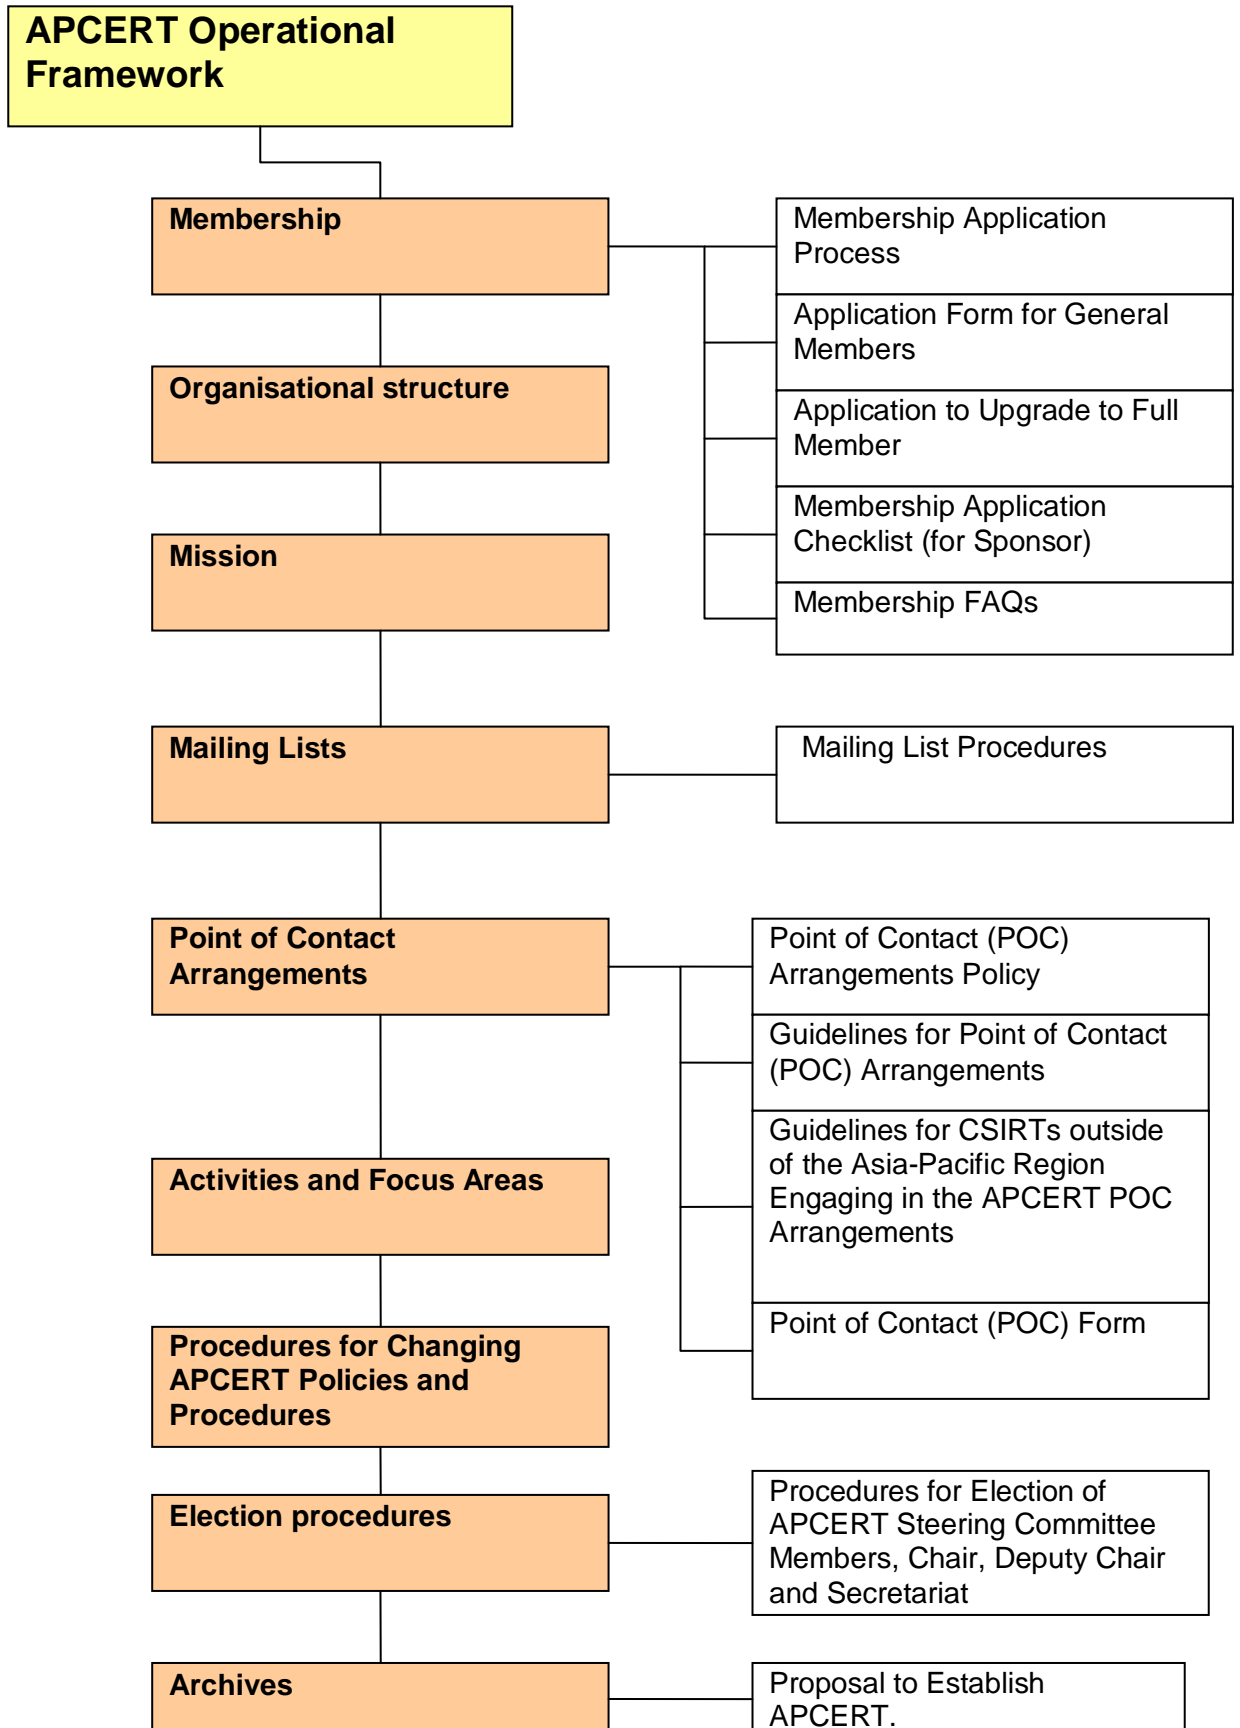 APCERT Operational
Framework
Membership
Membership Application
Process
Application Form for General
Members
Application to Upgrade to Full
Member
Membership Application
Checklist (for Sponsor)
Membership FAQs
Organisational structure
Mission
Mailing Lists
Mailing List Procedures
Point of Contact
Arrangements
Point of Contact (POC)
Arrangements Policy
Guidelines for Point of Contact
(POC) Arrangements
Guidelines for CSIRTs outside
of the Asia-Pacific Region
Engaging in the APCERT POC
Arrangements
Point of Contact (POC) Form
Activities and Focus Areas
Procedures for Changing
APCERT Policies and
Procedures
Election procedures
Procedures for Election of
APCERT Steering Committee
Members, Chair, Deputy Chair
and Secretariat
Archives
Proposal to Establish
APCERT.